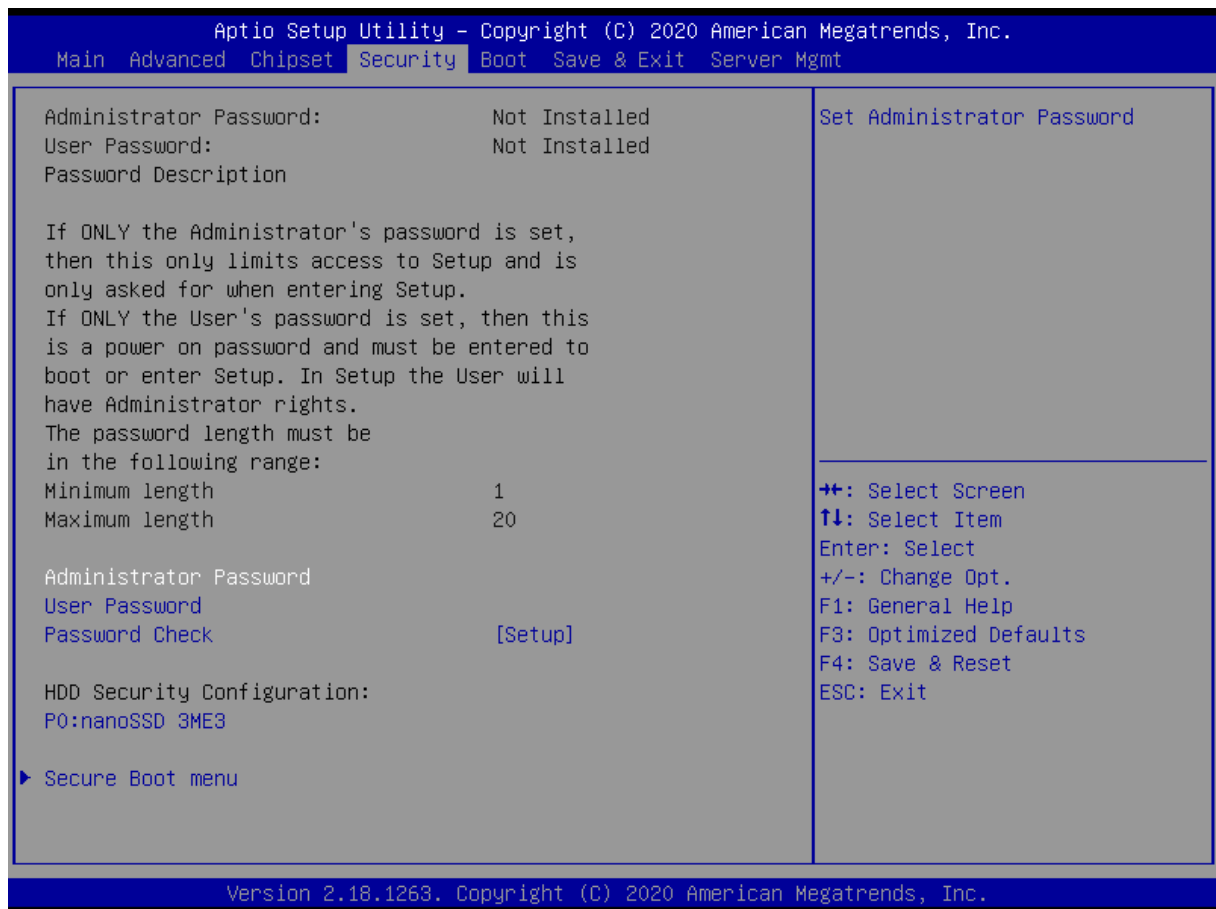 Aptio Setup Utility – Copyright (C) 2020 American Megatrends, Inc.
Main Advanced Chipset Security Boot Save & Exit Server Mgmt
Administrator Password: Not Installed
User Password: Not Installed
Password Description
If ONLY the Administrator's password is set,
then this only limits access to Setup and is
only asked for when entering Setup.
If ONLY the User's password is set, then this
is a power on password and must be entered to
boot or enter Setup. In Setup the User will
have Administrator rights.
The password length must be
in the following range:
Minimum length 1
Maximum length 20
Administrator Password
User Password
Password Check [Setup]
HDD Security Configuration:
P0:nanoSSD 3ME3
Secure Boot menu
Set Administrator Password
→←: Select Screen
↑↓: Select Item
Enter: Select
+/-: Change Opt.
F1: General Help
F3: Optimized Defaults
F4: Save & Reset
ESC: Exit
Version 2.18.1263. Copyright (C) 2020 American Megatrends, Inc.